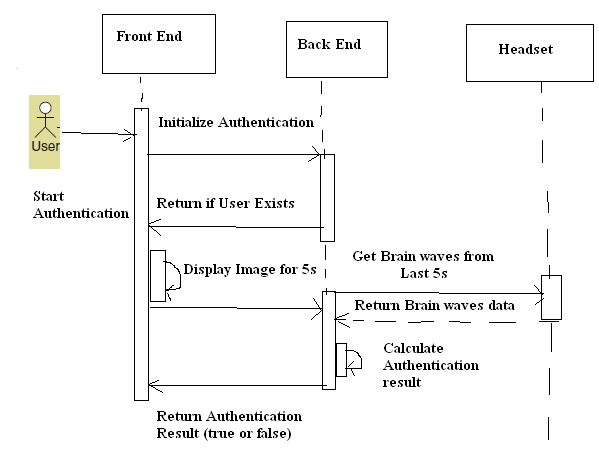 Front End
Back End
Headset
User
Initialize Authentication
Start
Authentication
Return if User Exists
Get Brain waves from
Last 5s
Display Image for 5s
Return Brain waves data
Calculate
Authentication
result
Return Authentication
Result (true or false)